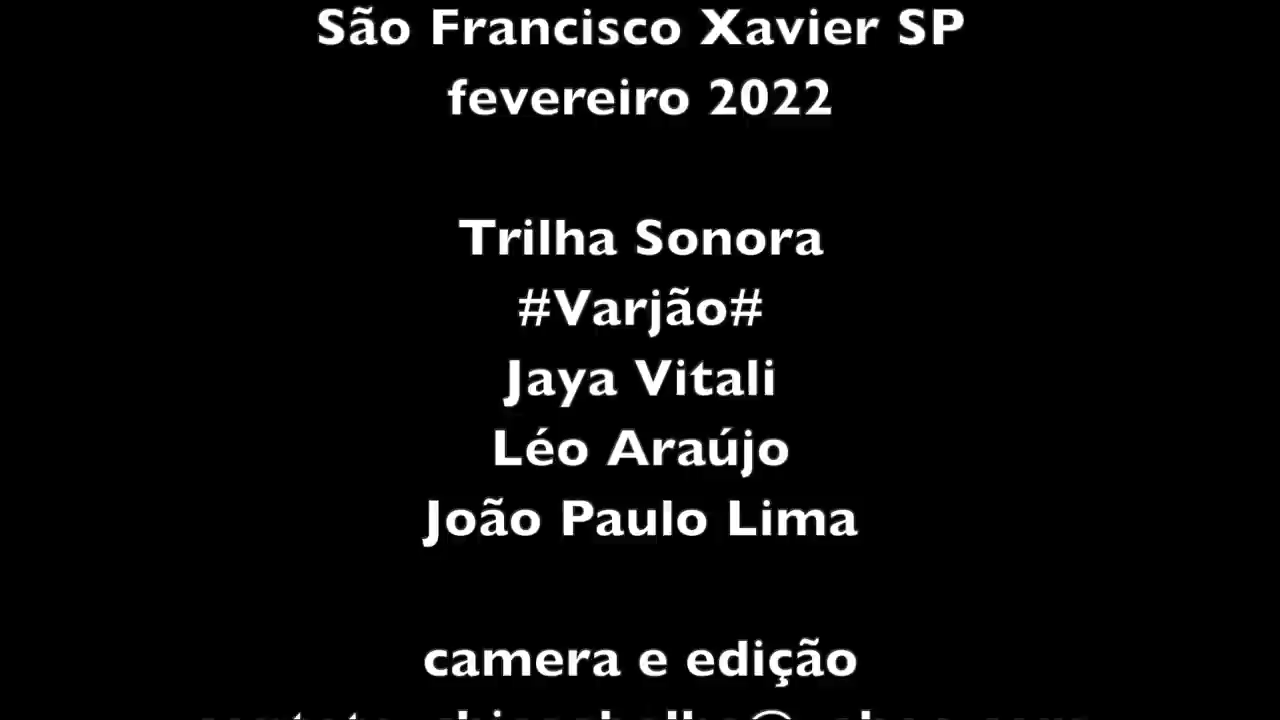 São Francisco Xavier SP
fevereiro 2022
Trilha Sonora
#Varjão#
Jaya Vitali
Léo Araújo
João Paulo Lima
camera e edição